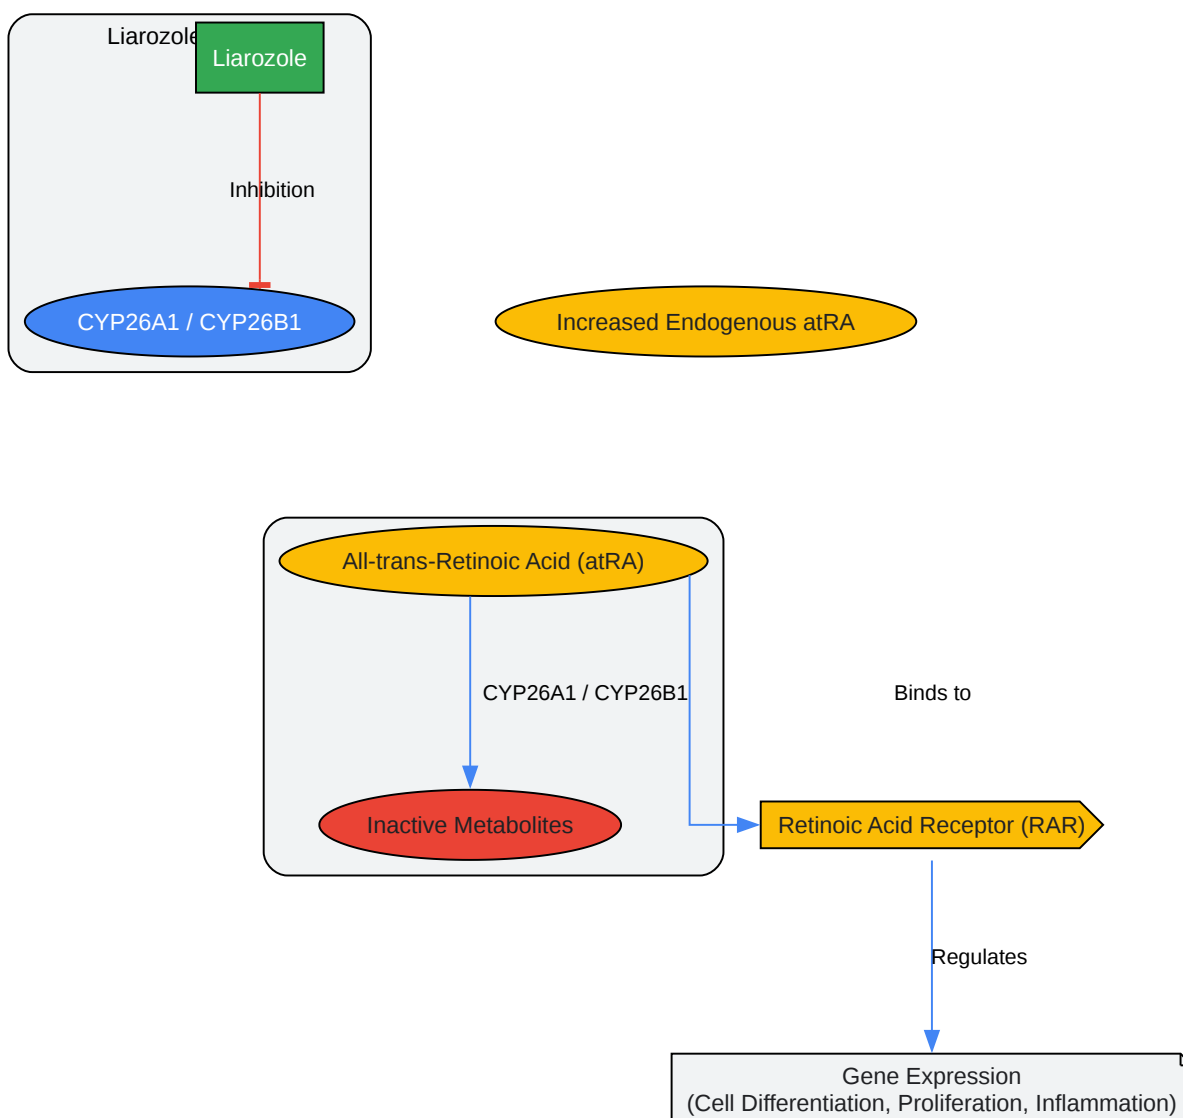 Liarozole
Liarozole
Inhibition
CYP26A1 / CYP26B1
Increased Endogenous atRA
All-trans-Retinoic Acid (atRA)
CYP26A1 / CYP26B1
Binds to
Inactive Metabolites
Retinoic Acid Receptor (RAR)
Regulates
Gene Expression
(Cell Differentiation, Proliferation, Inflammation)